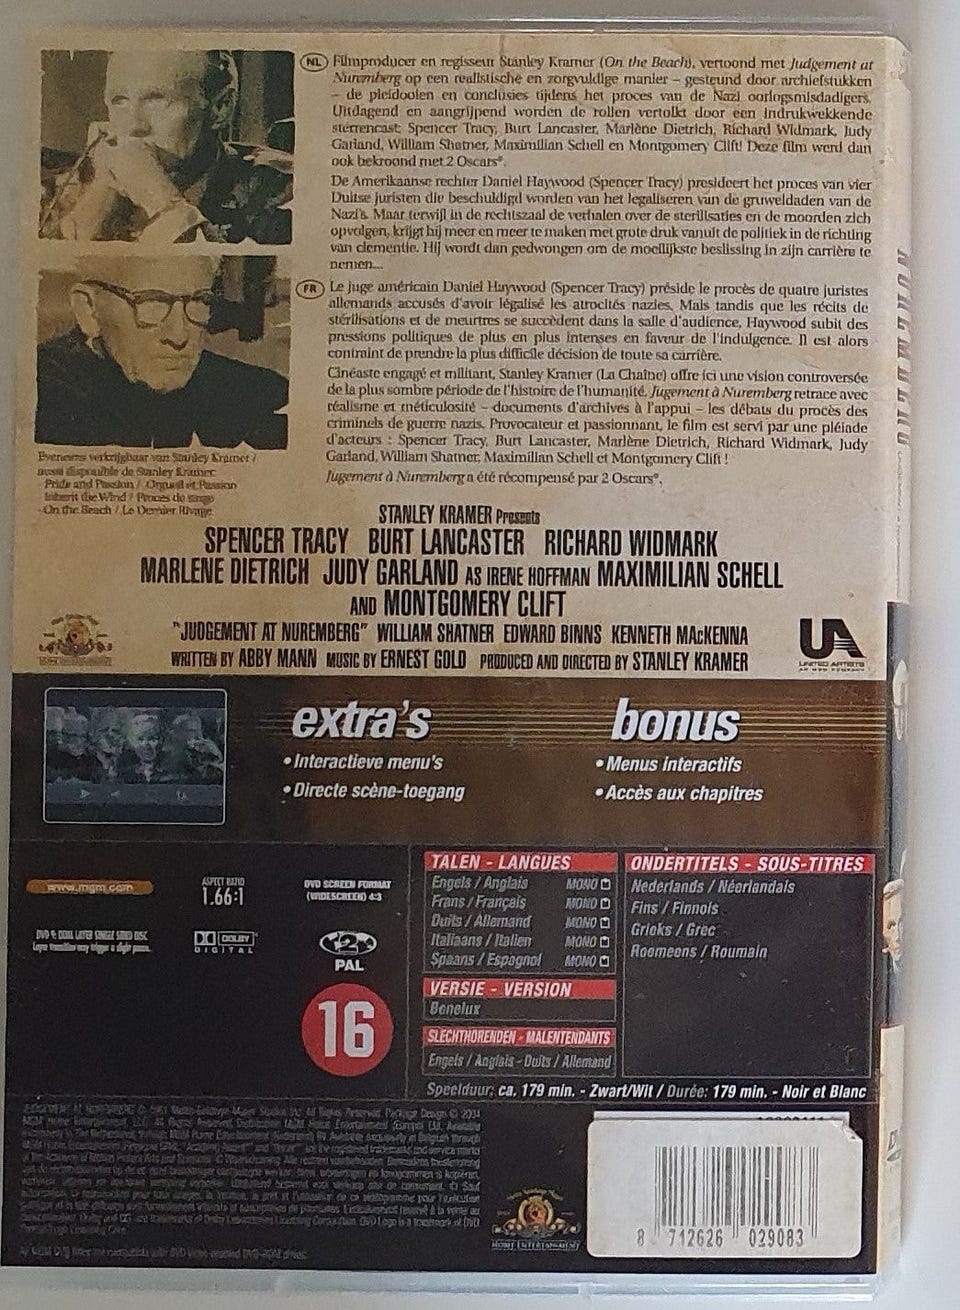 NL Filmproducer en regisseur Stanley Kramer (On the Beach), vertoond met Judgement at
Nuremberg op een realistische en zorgvuldige manier – gesteund door archiefstukken
– de pleidooien en conclusies tijdens het proces van de Nazi oorlogsmisdadigers.
Uitdagend en aangrijpend worden de rollen vertolkt door een indrukwekkende
sterrencast: Spencer Tracy, Burt Lancaster, Marlène Dietrich, Richard Widmark, Judy
Garland, William Shatner, Maximilian Schell en Montgomery Clift! Deze film werd dan
ook bekroond met 2 Oscars®.
De Amerikaanse rechter Daniel Haywood (Spencer Tracy) presideert het proces van vier
Duitse juristen die beschuldigd worden van het legaliseren van de gruweldaden van de
Nazi's. Maar terwijl in de rechtszaal de verhalen over de sterilisaties en de moorden zich
opvolgen, krijgt hij meer en meer te maken met grote druk vanuit de politiek in de richting
van clementie. Hij wordt dan gedwongen om de moeilijkste beslissing in zijn carrière te
nemen...
FR Le juge américain Daniel Haywood (Spencer Tracy) préside le procès de quatre juristes
allemands accusés d'avoir légalisé les atrocités nazies. Mais tandis que les récits de
stérilisations et de meurtres se succèdent dans la salle d'audience, Haywood subit des
pressions politiques de plus en plus intenses en faveur de l'indulgence. Il est alors
contraint de prendre la plus difficile décision de toute sa carrière.
Cinéaste engagé et militant, Stanley Kramer (La Chaîne) offre ici une vision controversée
de la plus sombre période de l'histoire de l'humanité. Jugement à Nuremberg retrace avec
réalisme et méticulosité – documents d'archives à l'appui – les débats du procès des
criminels de guerre nazis. Provocateur et passionnant, le film est servi par une pléiade
d'acteurs : Spencer Tracy, Burt Lancaster, Marlène Dietrich, Richard Widmark, Judy
Garland, William Shatner, Maximilian Schell et Montgomery Clift !
Jugement à Nuremberg a été récompensé par 2 Oscars®.
Eveneens verkrijgbaar van Stanley Kramer /
aussi disponible de Stanley Kramer:
Pride and Passion / Orgueil et Passion
Inherit the Wind / Procès de singe
On the Beach / Le Dernier Rivage
STANLEY KRAMER Presents
SPENCER TRACY BURT LANCASTER RICHARD WIDMARK
MARLENE DIETRICH JUDY GARLAND AS IRENE HOFFMAN MAXIMILIAN SCHELL
AND MONTGOMERY CLIFT
"JUDGEMENT AT NUREMBERG" WILLIAM SHATNER EDWARD BINNS KENNETH MacKENNA
WRITTEN BY ABBY MANN MUSIC BY ERNEST GOLD PRODUCED AND DIRECTED BY STANLEY KRAMER
UA
UNITED ARTISTS
extra's
• Interactieve menu's
• Directe scène-toegang
bonus
• Menus interactifs
• Accès aux chapitres
www.mgm.com
ASPECT RATIO
1.66:1
DVD SCREEN FORMAT
(WIDESCREEN) 4:3
DVD 9: DUAL LAYER SINGLE SIDED DISC
Layer transition may trigger a slight pause.
DOLBY
DIGITAL
2
PAL
16
TALEN - LANGUES
Engels / Anglais MONO
Frans / Français MONO
Duits / Allemand MONO
Italiaans / Italien MONO
Spaans / Espagnol MONO
VERSIE - VERSION
Benelux
SLECHTHORENDEN - MALENTENDANTS
Engels / Anglais - Duits / Allemand
ONDERTITELS - SOUS-TITRES
Nederlands / Néerlandais
Fins / Finnois
Grieks / Grec
Roemeens / Roumain
Speelduur: ca. 179 min. - Zwart/Wit / Durée: 179 min. - Noir et Blanc
HOME ENTERTAINMENT
8 712626 029083